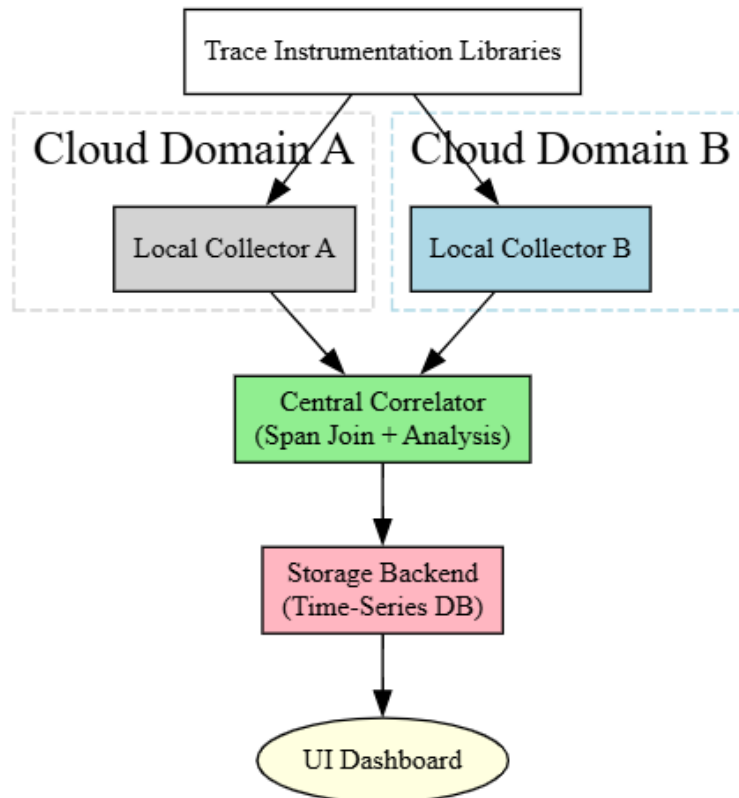 Trace Instrumentation Libraries
Cloud Domain A
Cloud Domain B
Local Collector A
Local Collector B
Central Correlator
(Span Join + Analysis)
Storage Backend
(Time-Series DB)
UI Dashboard